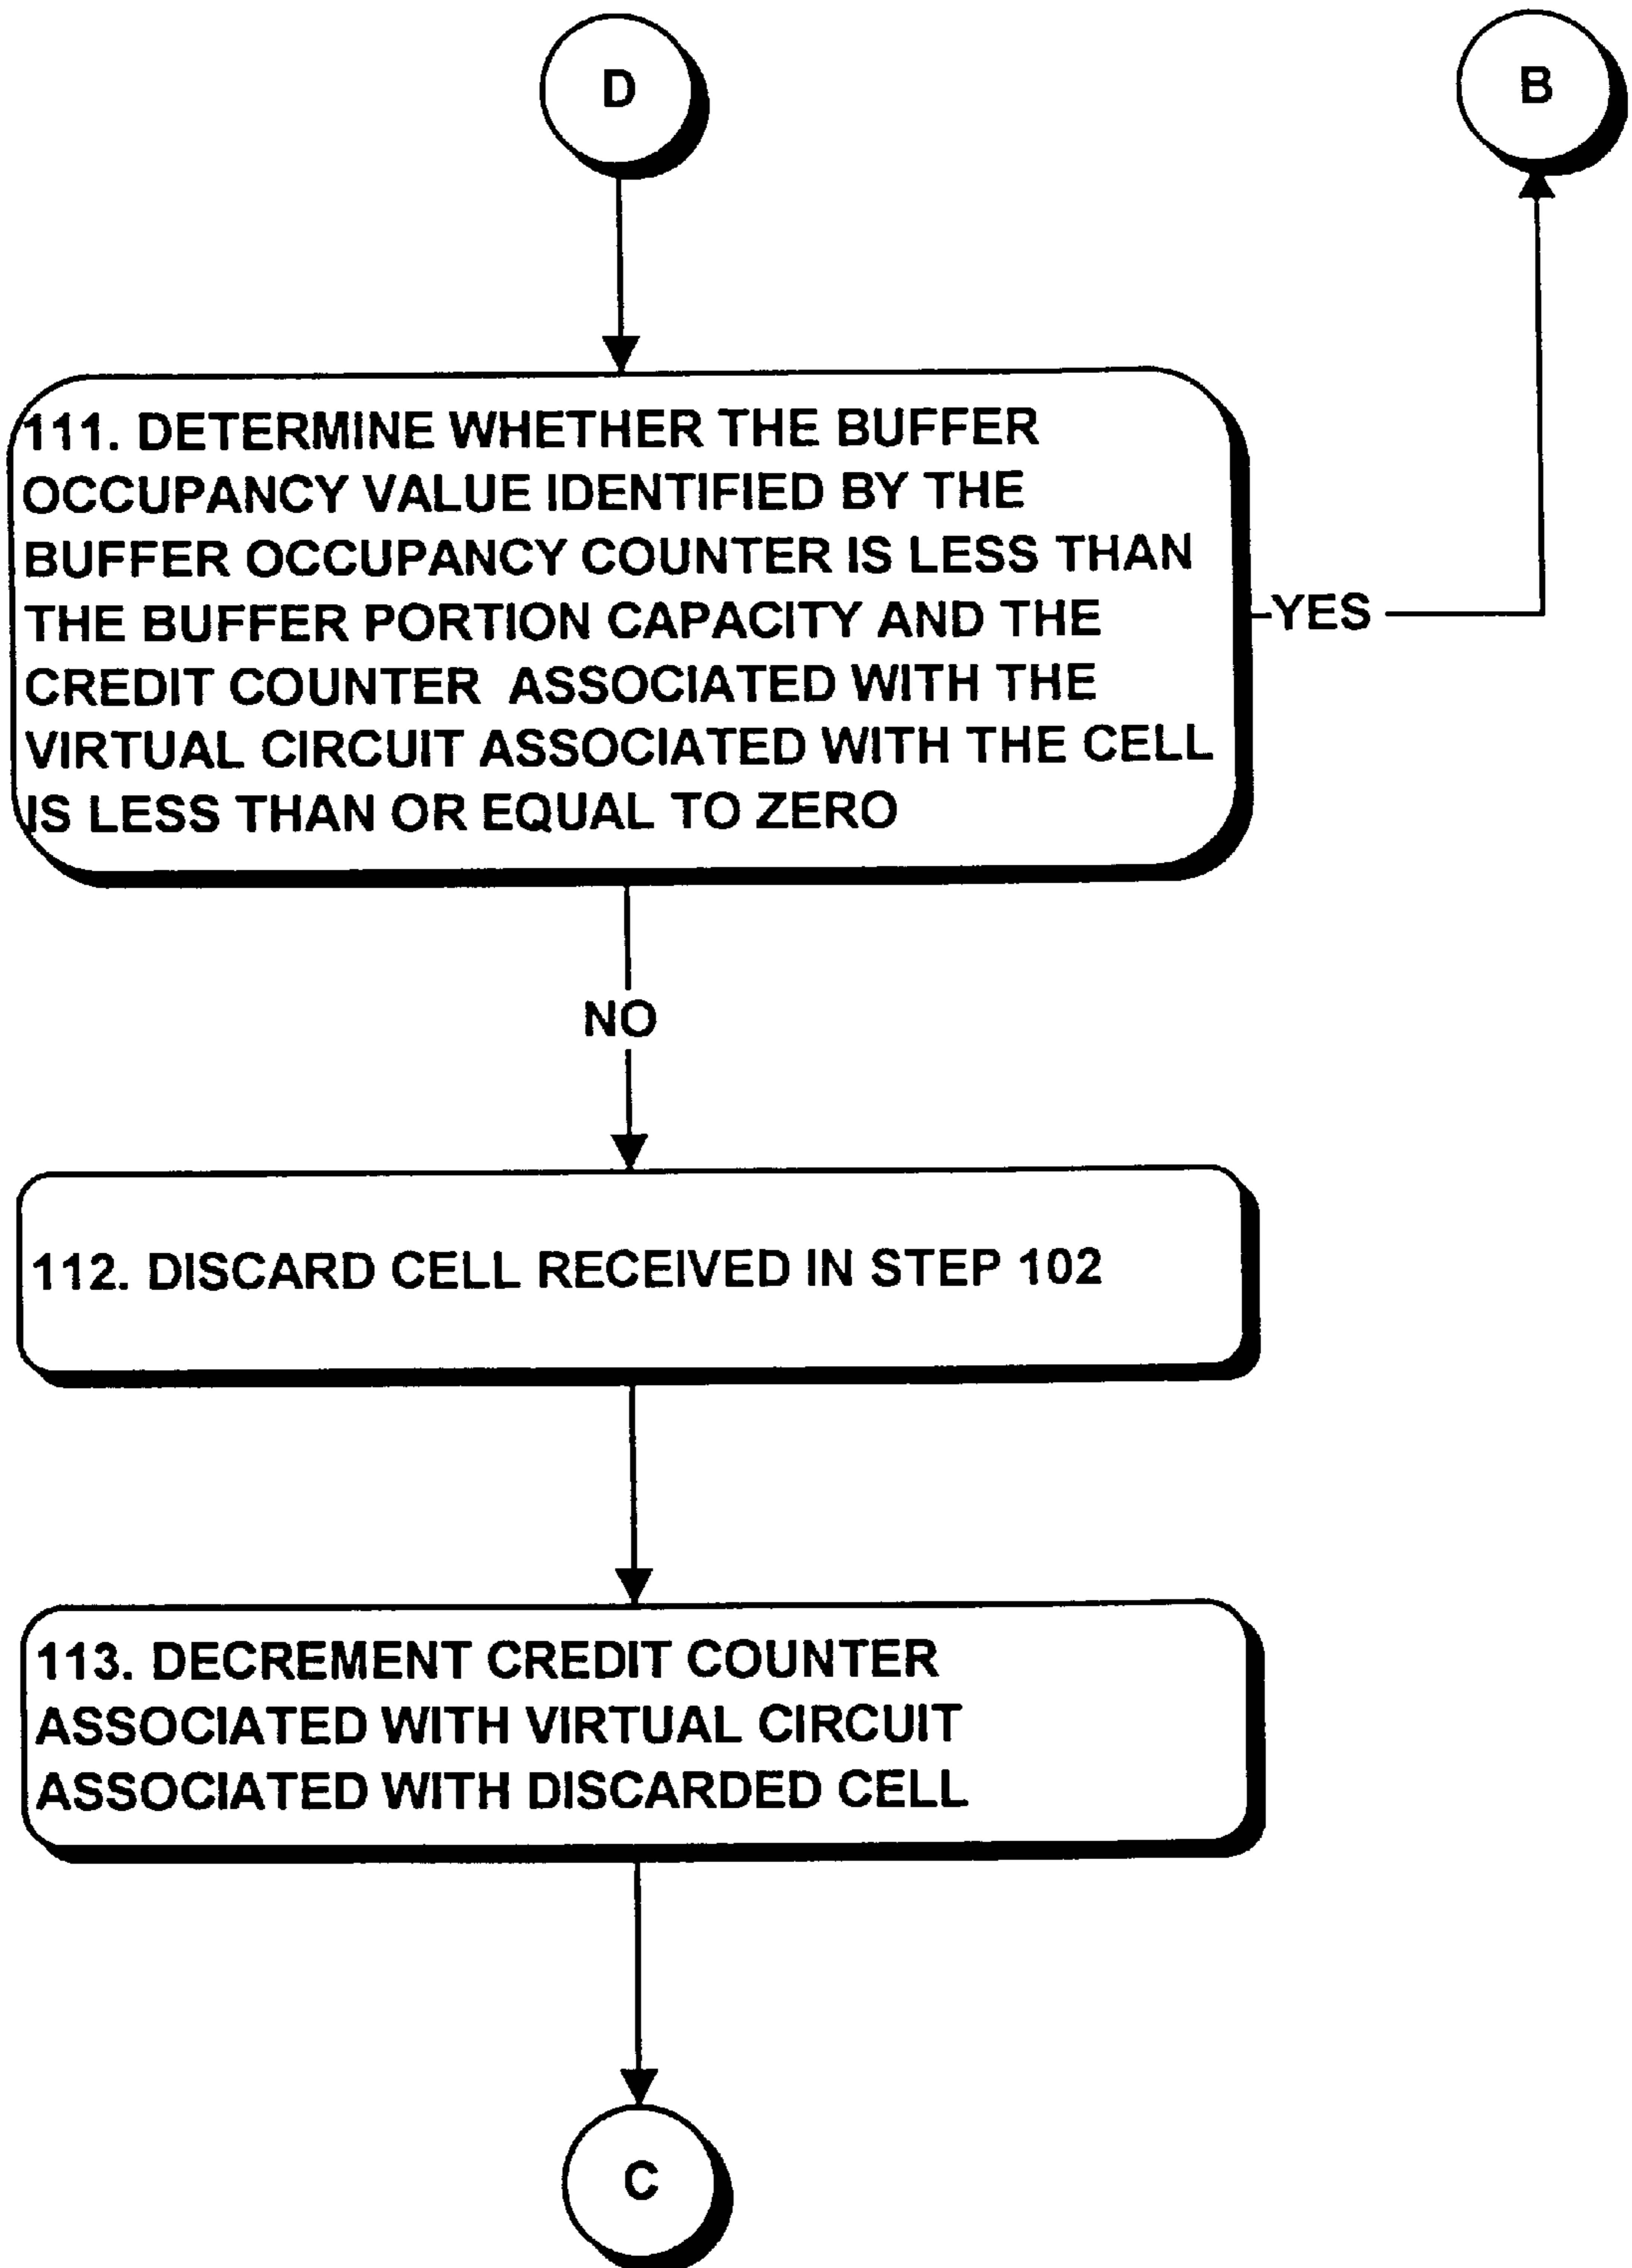 D
B
111. DETERMINE WHETHER THE BUFFER
OCCUPANCY VALUE IDENTIFIED BY THE
BUFFER OCCUPANCY COUNTER IS LESS THAN
THE BUFFER PORTION CAPACITY AND THE
CREDIT COUNTER ASSOCIATED WITH THE
VIRTUAL CIRCUIT ASSOCIATED WITH THE CELL
IS LESS THAN OR EQUAL TO ZERO
YES
NO
112. DISCARD CELL RECEIVED IN STEP 102
113. DECREMENT CREDIT COUNTER
ASSOCIATED WITH VIRTUAL CIRCUIT
ASSOCIATED WITH DISCARDED CELL
C